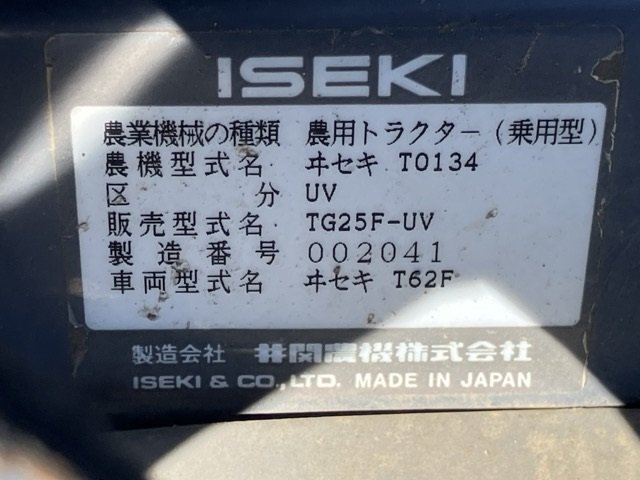 ISEKI
農業機械の種類 農用トラクター(乗用型)
農機型式名 ヰセキ T0134
区分 UV
販売型式名 TG25F-UV
製造番号 002041
車両型式名 ヰセキ T62F
製造会社 井関農機株式会社
ISEKI & CO.,LTD. MADE IN JAPAN